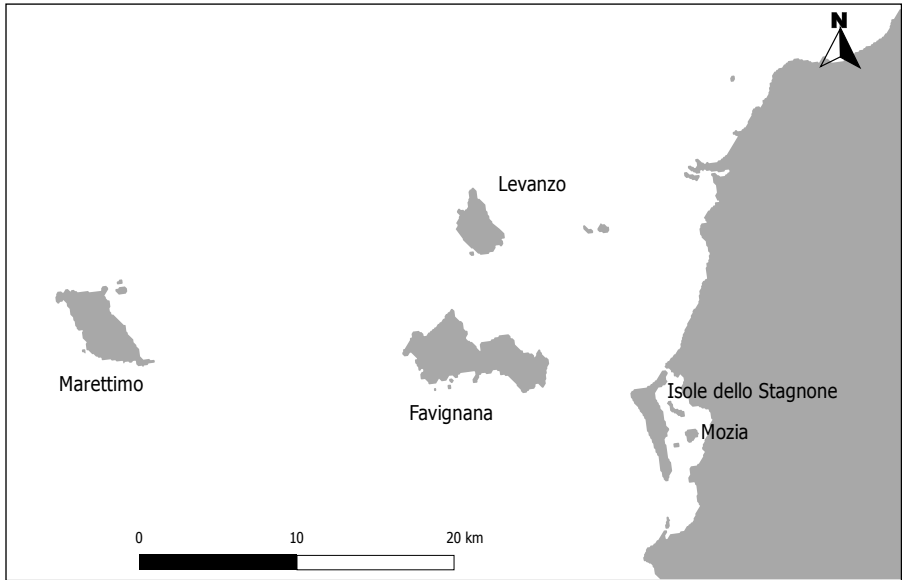 N
Levanzo
Marettimo
Isole dello Stagnone
Favignana
Mozia
0 10 20 km